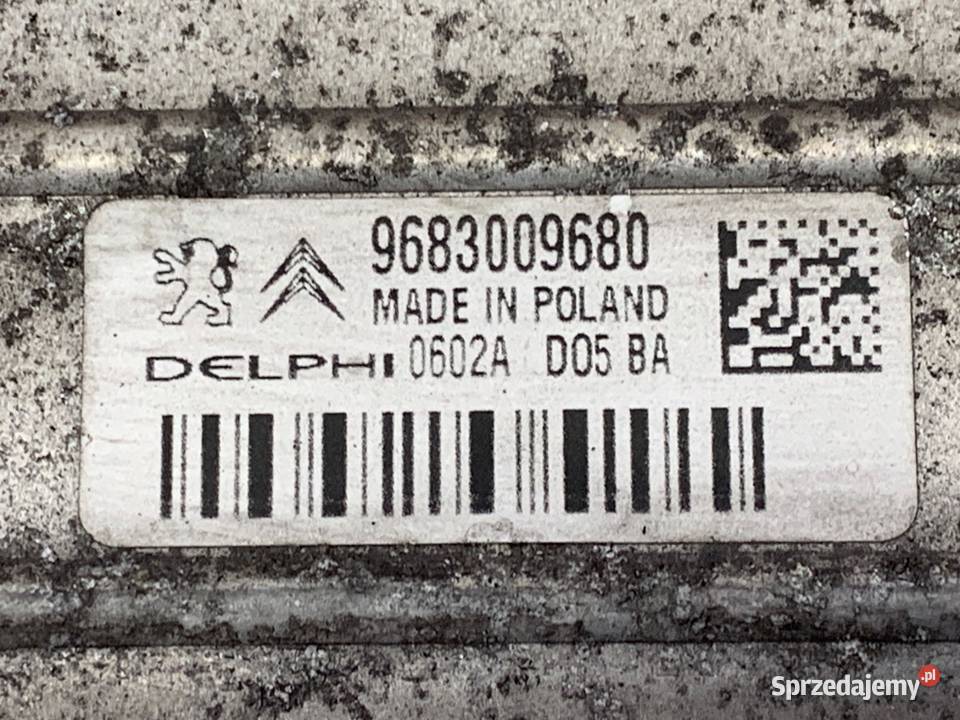 9683009680
MADE IN POLAND
DELPHI 0602A D05 BA
Sprzedajemy.pl